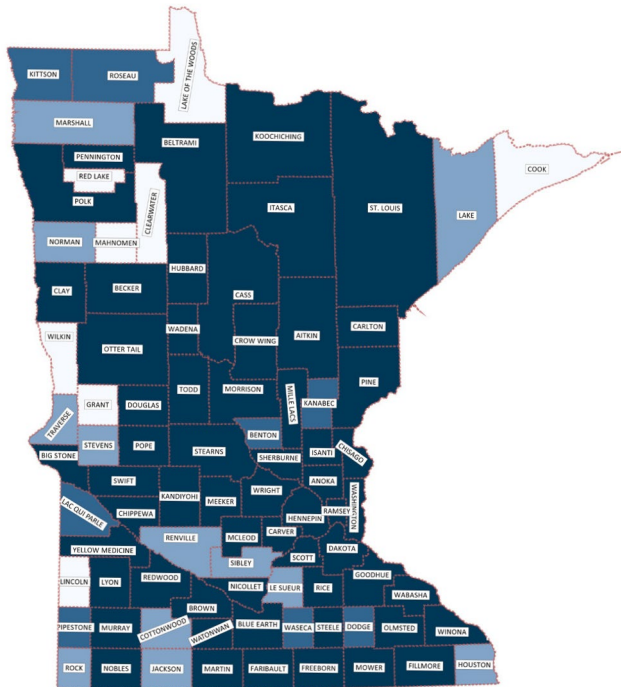 KITTSON
ROSEAU
LAKE OF THE WOODS
MARSHALL
BELTRAMI
KOOCHICHING
PENNINGTON
RED LAKE
POLK
CLEARWATER
ITASCA
ST. LOUIS
LAKE
COOK
NORMAN
MAHNOMEN
HUBBARD
CASS
CLAY
BECKER
WADENA
CROW WING
AITKIN
CARLTON
WILKIN
OTTER TAIL
TODD
MORRISON
MILLE LACS
KANABEC
PINE
GRANT
DOUGLAS
TRAVERSE
STEVENS
POPE
STEARNS
BENTON
SHERBURNE
ISANTI
CHISAGO
BIG STONE
SWIFT
KANDIYOHI
MEEKER
WRIGHT
ANOKA
RAMSEY
WASHINGTON
HENNEPIN
LAC QUI PARLE
CHIPPEWA
RENVILLE
MCLEOD
CARVER
SCOTT
DAKOTA
YELLOW MEDICINE
SIBLEY
GOODHUE
LINCOLN
LYON
REDWOOD
NICOLLET
LE SUEUR
RICE
WABASHA
BROWN
PIPESTONE
MURRAY
COTTONWOOD
WATONWAN
BLUE EARTH
WASECA
STEELE
DODGE
OLMSTED
WINONA
ROCK
NOBLES
JACKSON
MARTIN
FARIBAULT
FREEBORN
MOWER
FILLMORE
HOUSTON